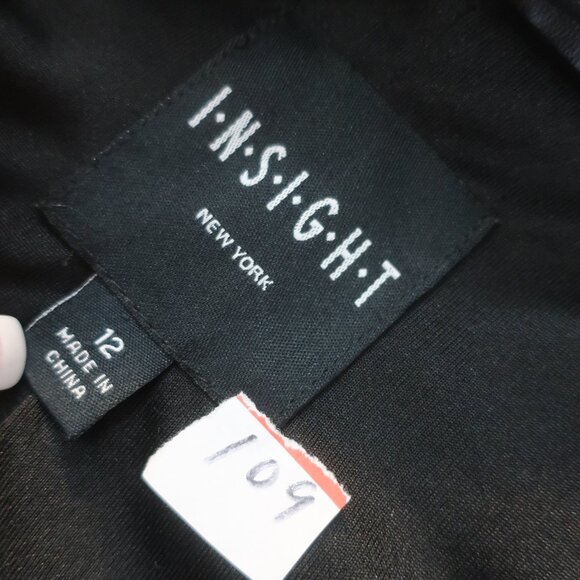 I·N·S·I·G·H·T
NEW YORK
12
MADE IN
CHINA
109